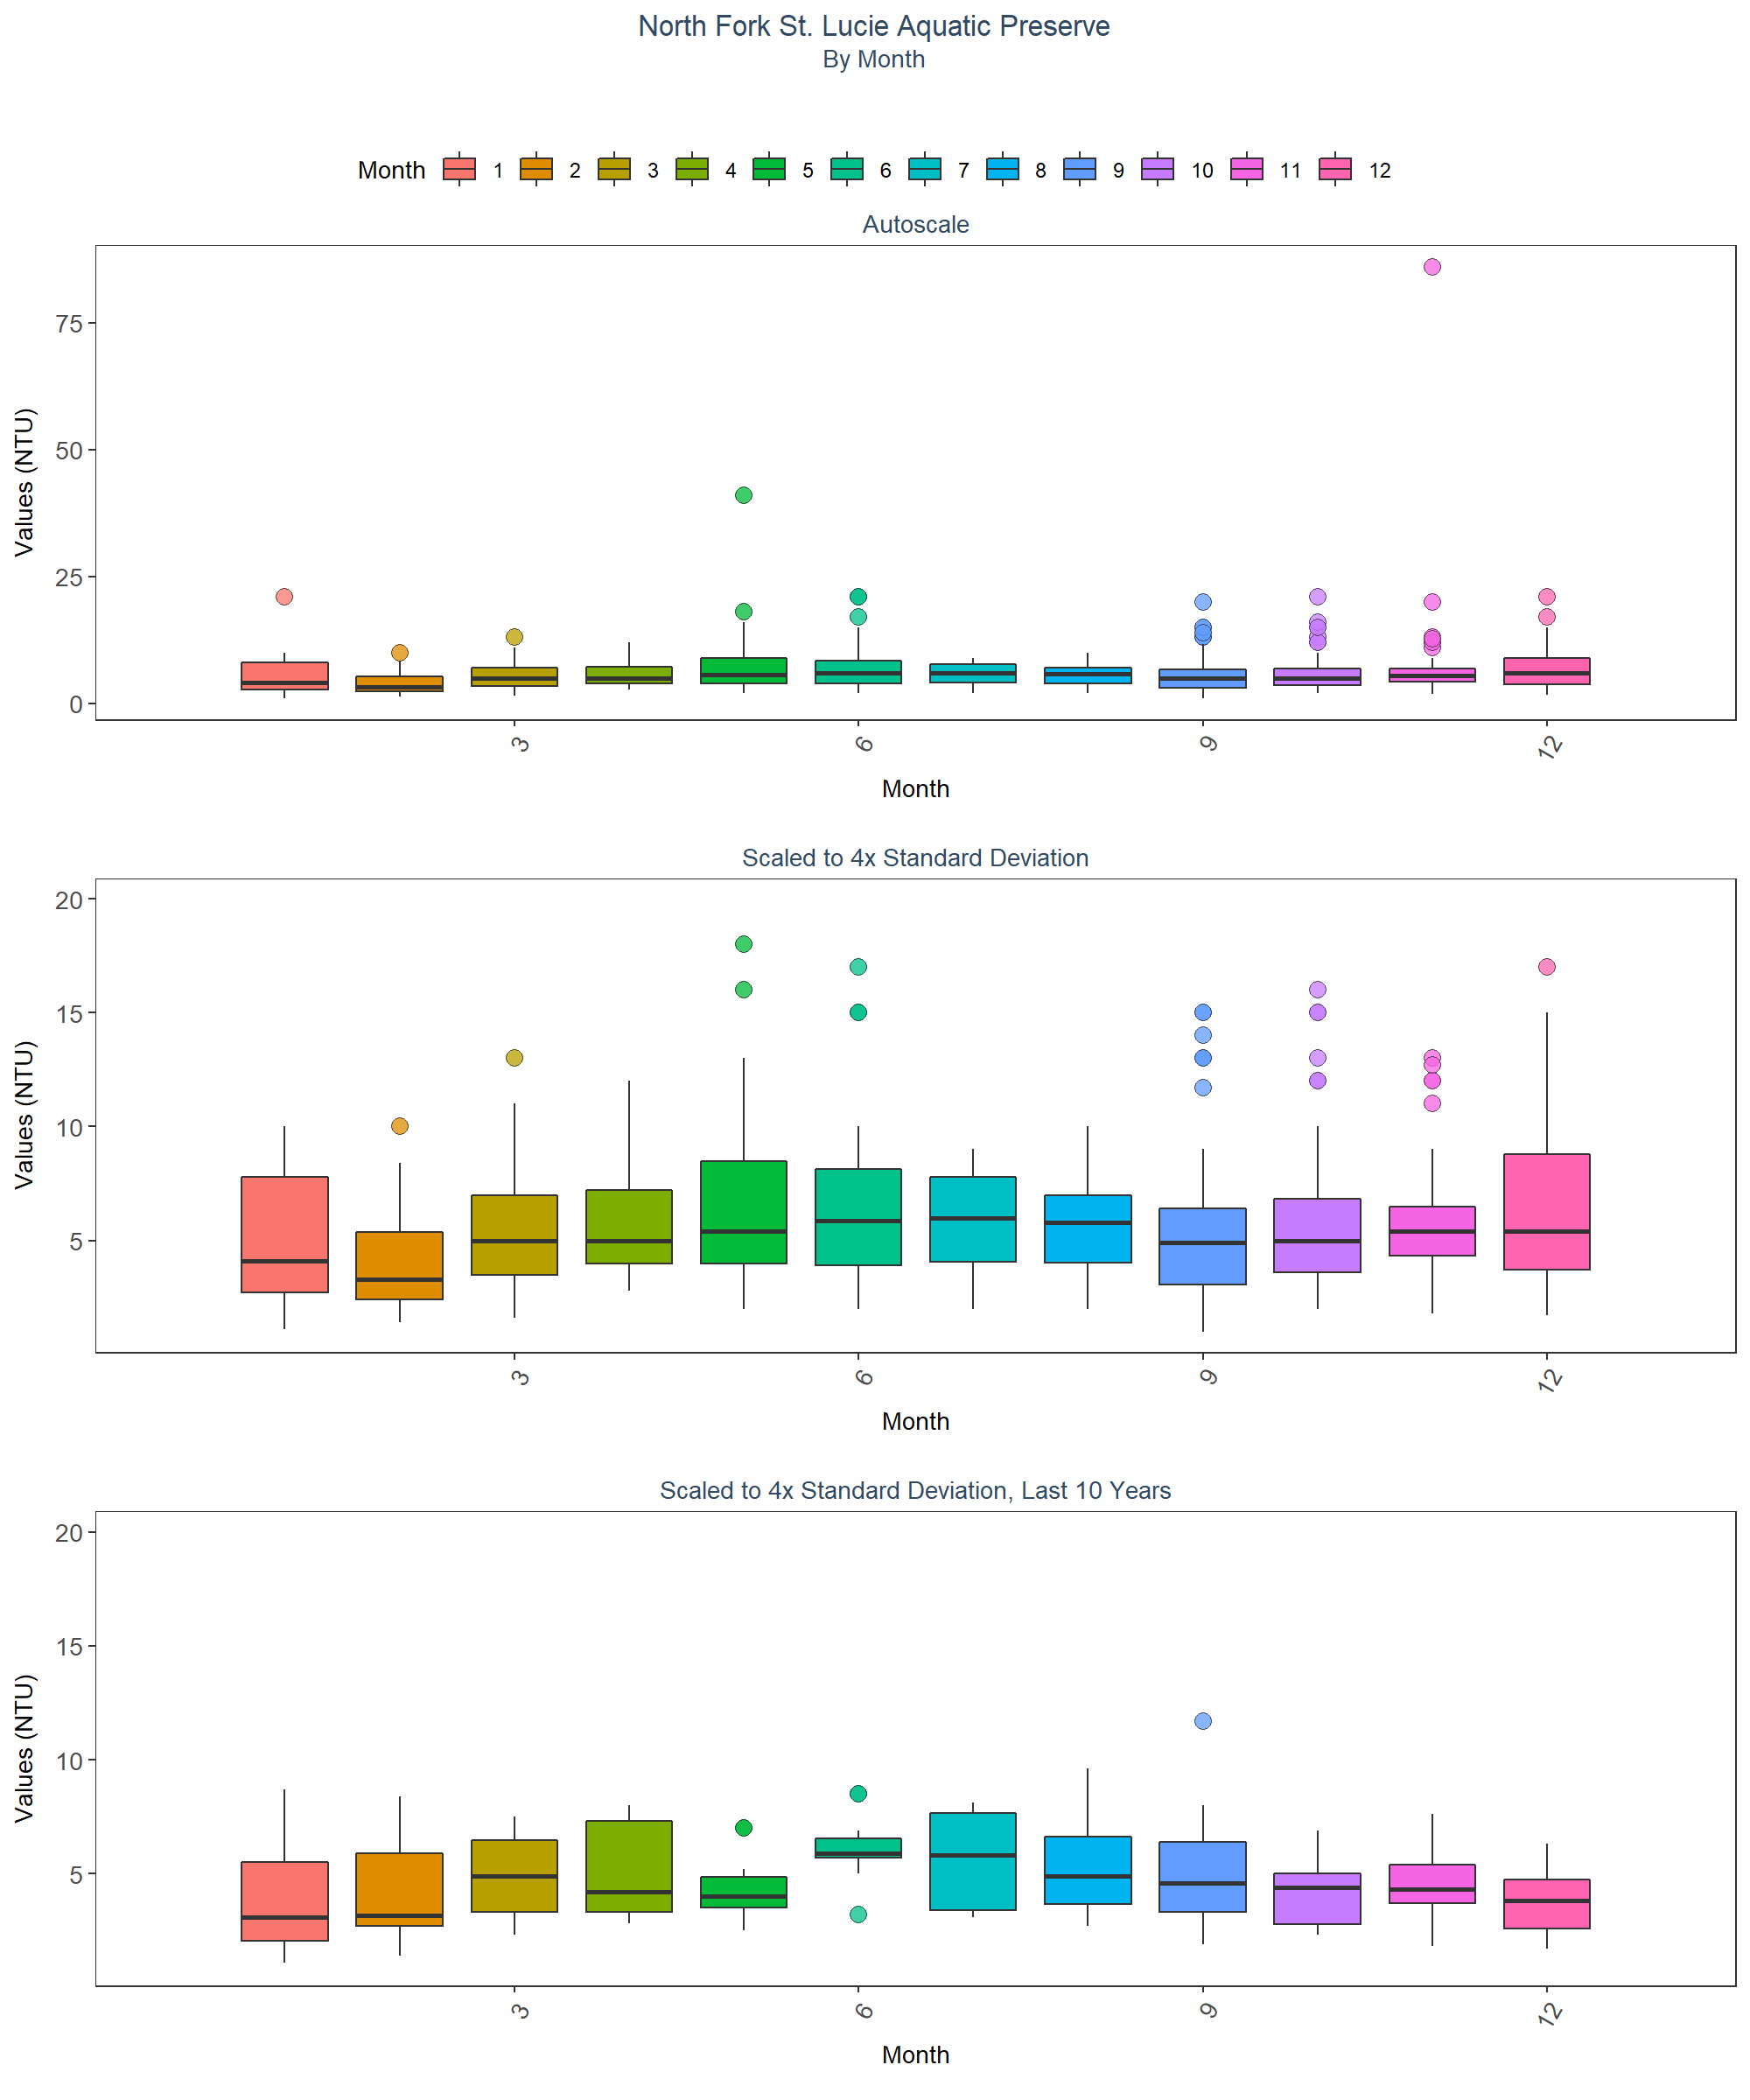 North Fork St. Lucie Aquatic Preserve
By Month
Month 1 2 3 4 5 6 7 8 9 10 11 12
Autoscale
Values (NTU)
75
50
25
0
3 6 9 12
Month
Scaled to 4x Standard Deviation
Values (NTU)
20
15
10
5
3 6 9 12
Month
Scaled to 4x Standard Deviation, Last 10 Years
Values (NTU)
20
15
10
5
3 6 9 12
Month